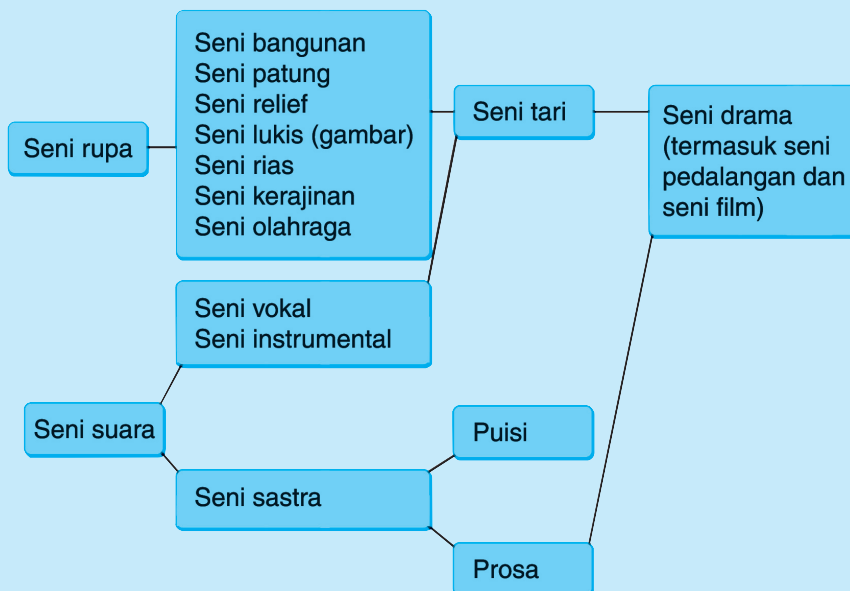 Seni rupa
Seni bangunan
Seni patung
Seni relief
Seni lukis (gambar)
Seni rias
Seni kerajinan
Seni olahraga
Seni tari
Seni drama
(termasuk seni
pedalangan dan
seni film)
Seni vokal
Seni instrumental
Seni suara
Seni sastra
Puisi
Prosa